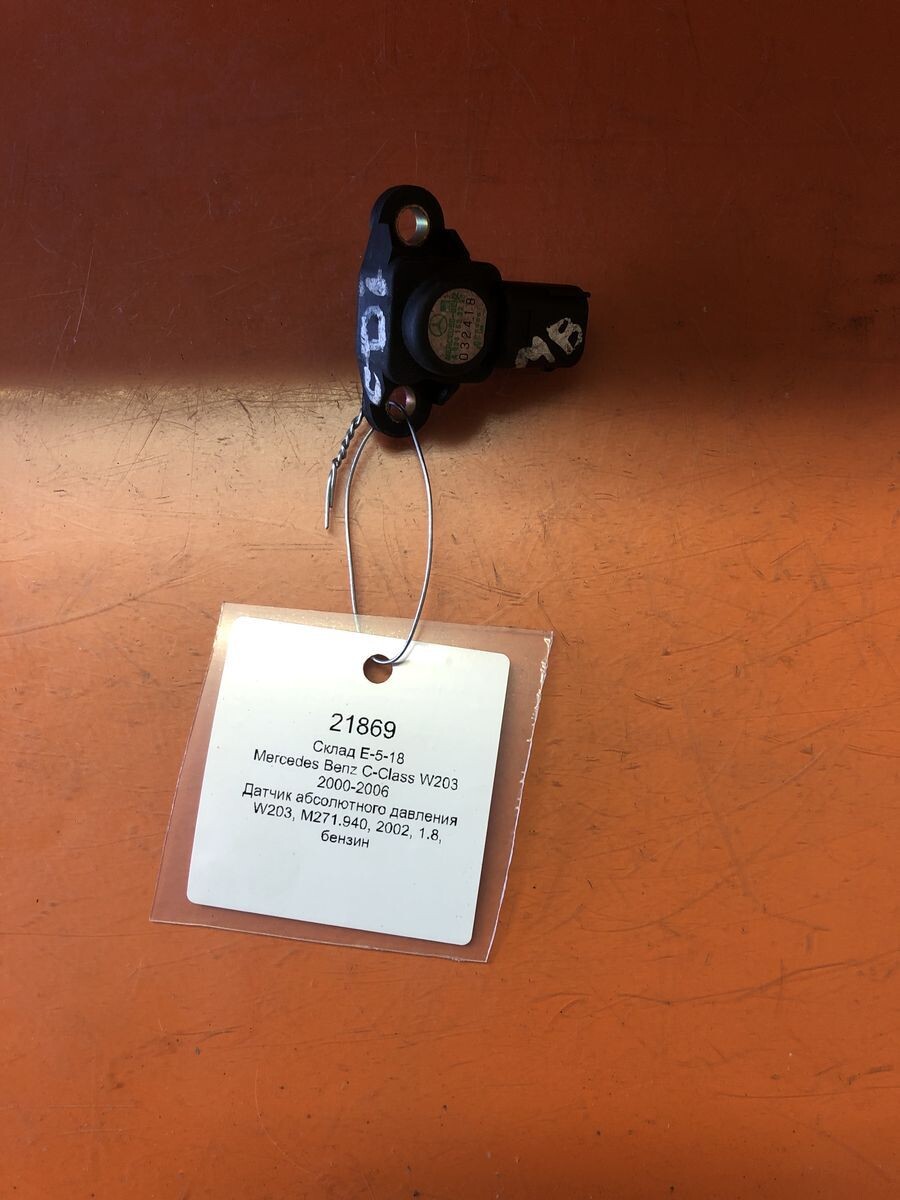 032418
21869
Склад E-5-18
Mercedes Benz C-Class W203
2000-2006
Датчик абсолютного давления
W203, M271.940, 2002, 1.8,
бензин